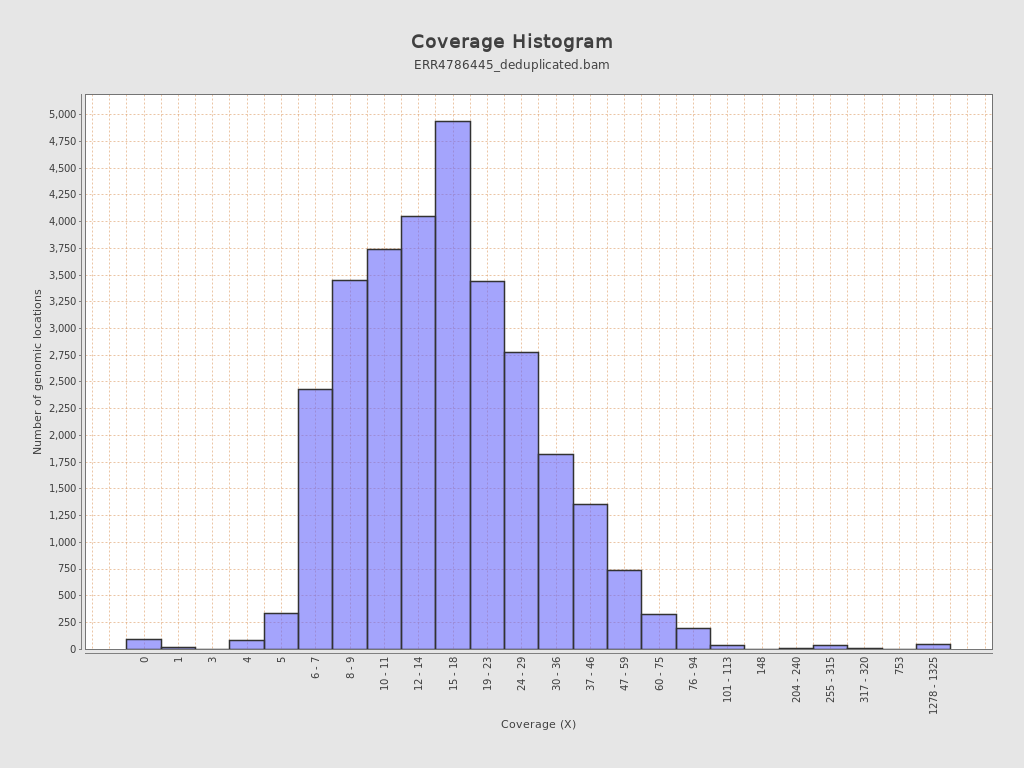 Coverage Histogram
ERR4786445_deduplicated.bam
Number of genomic locations
5,000
4,750
4,500
4,250
4,000
3,750
3,500
3,250
3,000
2,750
2,500
2,250
2,000
1,750
1,500
1,250
1,000
750
500
250
0
0
1
3
4
5
6 - 7
8 - 9
10 - 11
12 - 14
15 - 18
19 - 23
24 - 29
30 - 36
37 - 46
47 - 59
60 - 75
76 - 94
101 - 113
148
204 - 240
255 - 315
317 - 320
753
1278 - 1325
Coverage (X)